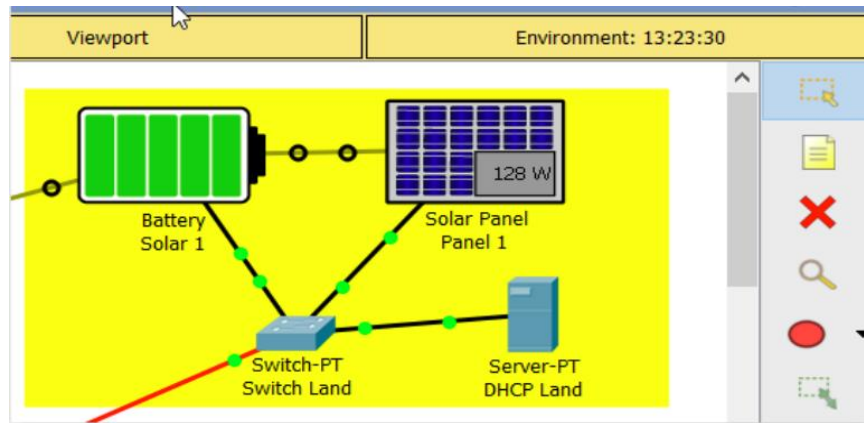 Viewport
Environment: 13:23:30
128 W
Battery
Solar 1
Solar Panel
Panel 1
Switch-PT
Switch Land
Server-PT
DHCP Land